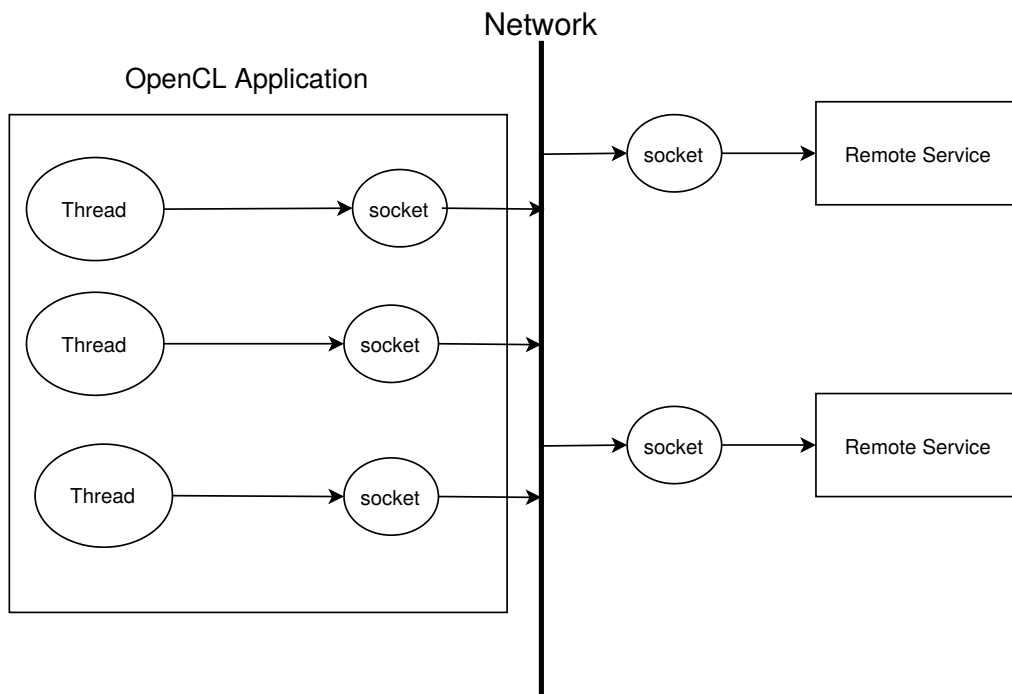 Network
OpenCL Application
socket
Remote Service
Thread
socket
Thread
socket
socket
Remote Service
Thread
socket